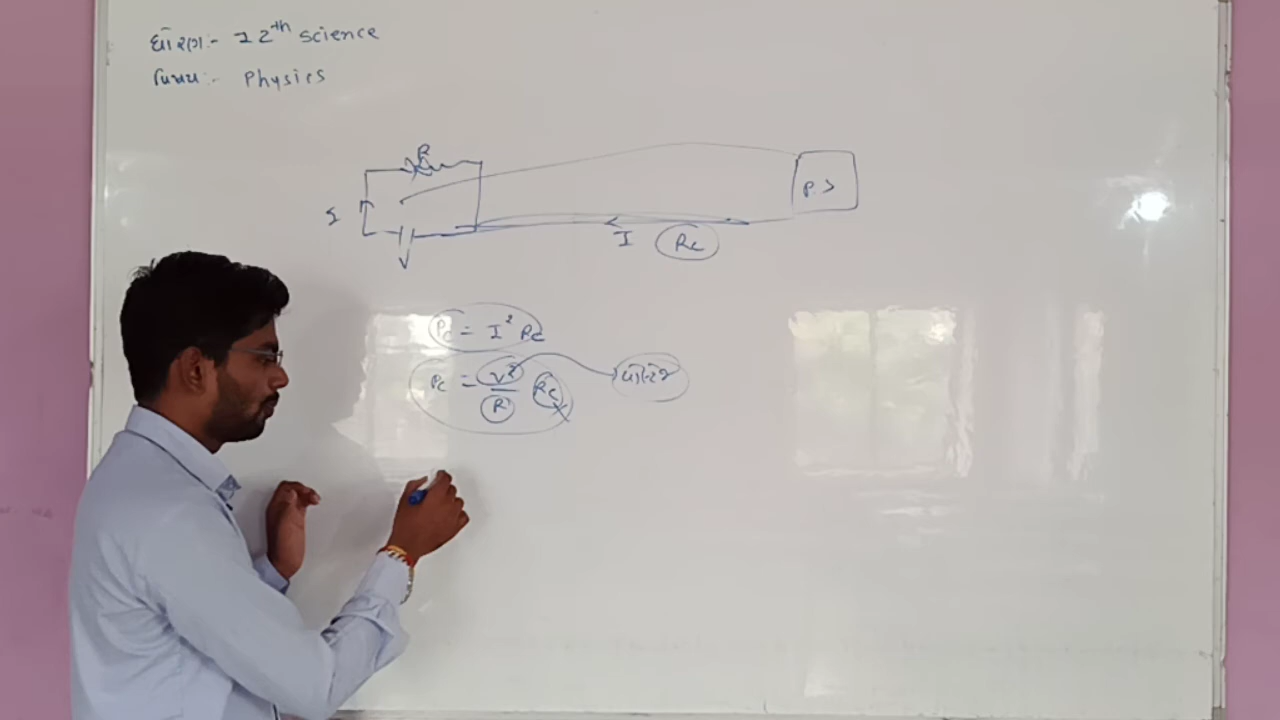 ધોરણ:- 12th science
વિષય:- Physics
R
I
V
P.S
I
Rc
Pc = I² Rc
Pc = V² / R² Rc
વોલ્ટેજ